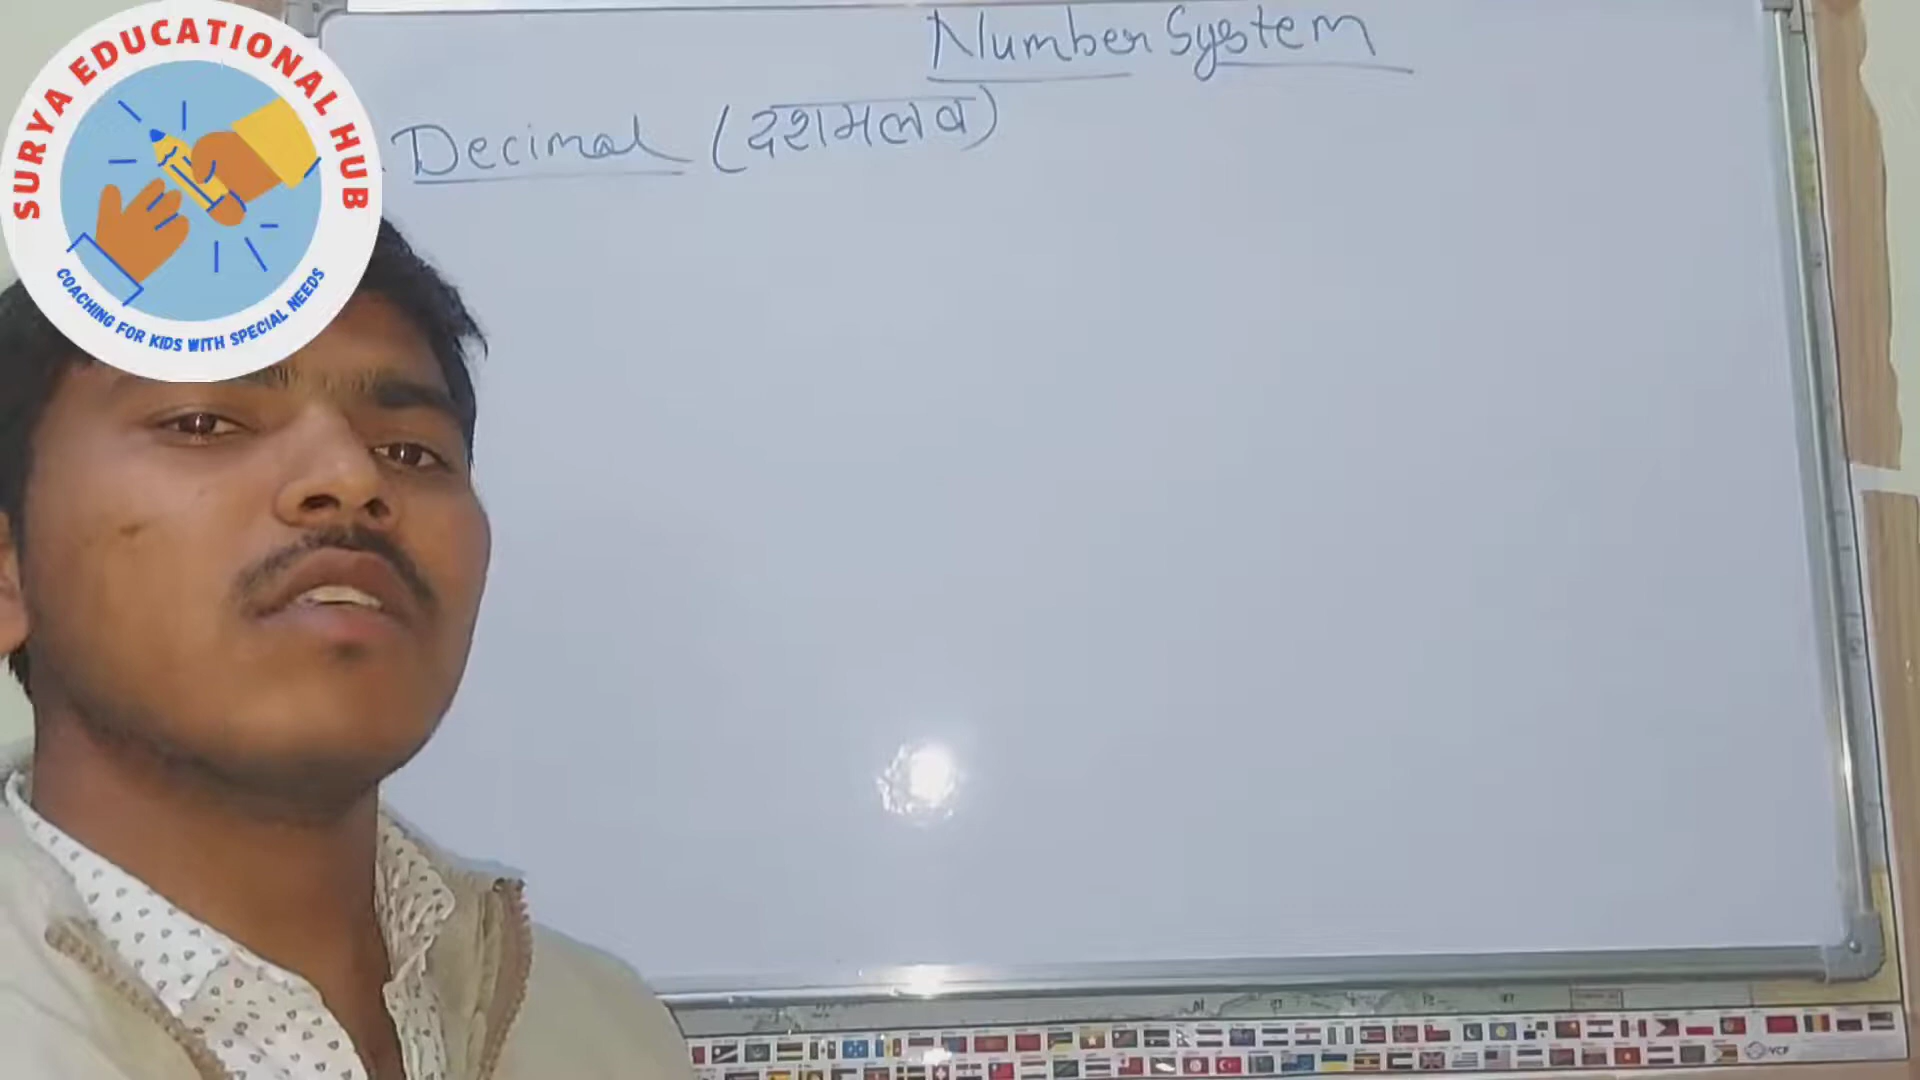 SURYA EDUCATIONAL HUB
COACHING FOR KIDS WITH SPECIAL NEEDS
Number System
Decimal (दशमलव)